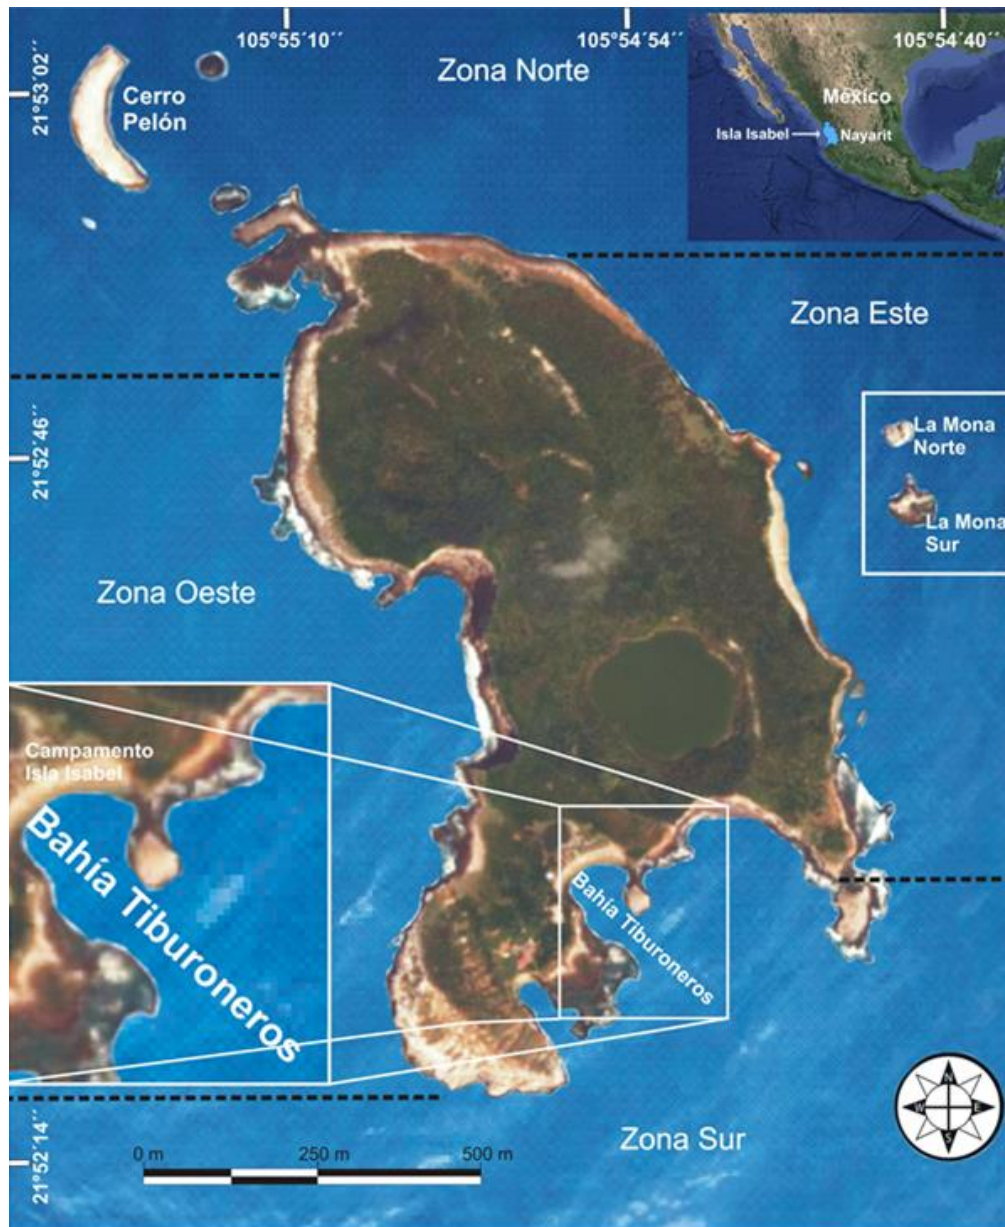 105°55´10´´
105°54´54´´
105°54´40´´
Zona Norte
21°53´02´´
Cerro
Pelón
México
Isla Isabel
Nayarit
Zona Este
La Mona
Norte
La Mona
Sur
21°52´46´´
Zona Oeste
Campamento
Isla Isabel
Bahía Tiburoneros
Bahía Tiburoneros
N
W
E
S
Zona Sur
21°52´14´´
0 m
250 m
500 m